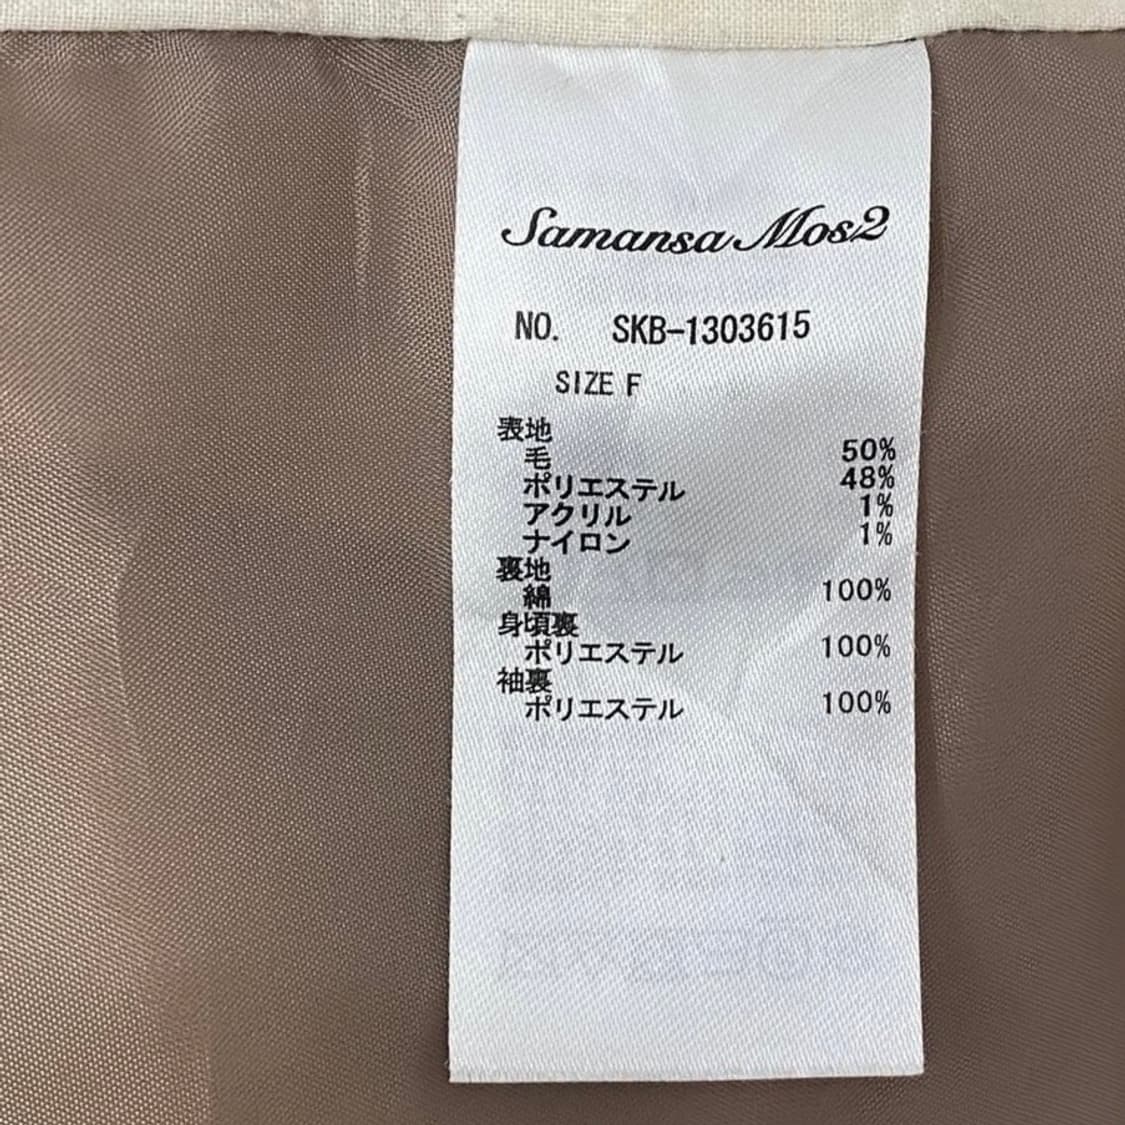 Samansa Mos2
NO. SKB-1303615
SIZE F
表地
毛 50%
ポリエステル 48%
アクリル 1%
ナイロン 1%
裏地
綿 100%
身頃裏
ポリエステル 100%
袖裏
ポリエステル 100%